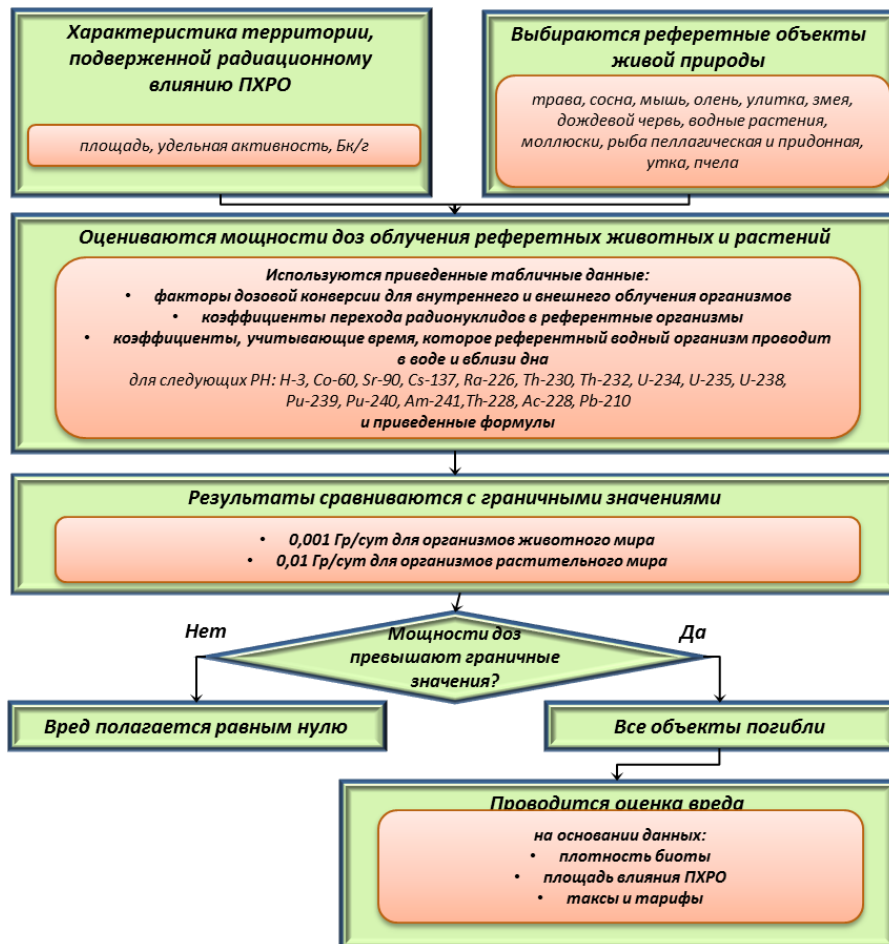 Характеристика территории,
подверженной радиационному
влиянию ПХРО
площадь, удельная активность, Бк/г
Выбираются реферетные объекты
живой природы
трава, сосна, мышь, олень, улитка, змея,
дождевой червь, водные растения,
моллюски, рыба пеллагическая и придонная,
утка, пчела
Оцениваются мощности доз облучения реферетных животных и растений
Используются приведенные табличные данные:
• факторы дозовой конверсии для внутреннего и внешнего облучения организмов
• коэффициенты перехода радионуклидов в референтные организмы
• коэффициенты, учитывающие время, которое референтный водный организм проводит
в воде и вблизи дна
для следующих РН: H-3, Co-60, Sr-90, Cs-137, Ra-226, Th-230, Th-232, U-234, U-235, U-238,
Pu-239, Pu-240, Am-241,Th-228, Ac-228, Pb-210
и приведенные формулы
Результаты сравниваются с граничными значениями
• 0,001 Гр/сут для организмов животного мира
• 0,01 Гр/сут для организмов растительного мира
Нет
Мощности доз
превышают граничные
значения?
Да
Вред полагается равным нулю
Все объекты погибли
Проводится оценка вреда
на основании данных:
• плотность биоты
• площадь влияния ПХРО
• таксы и тарифы